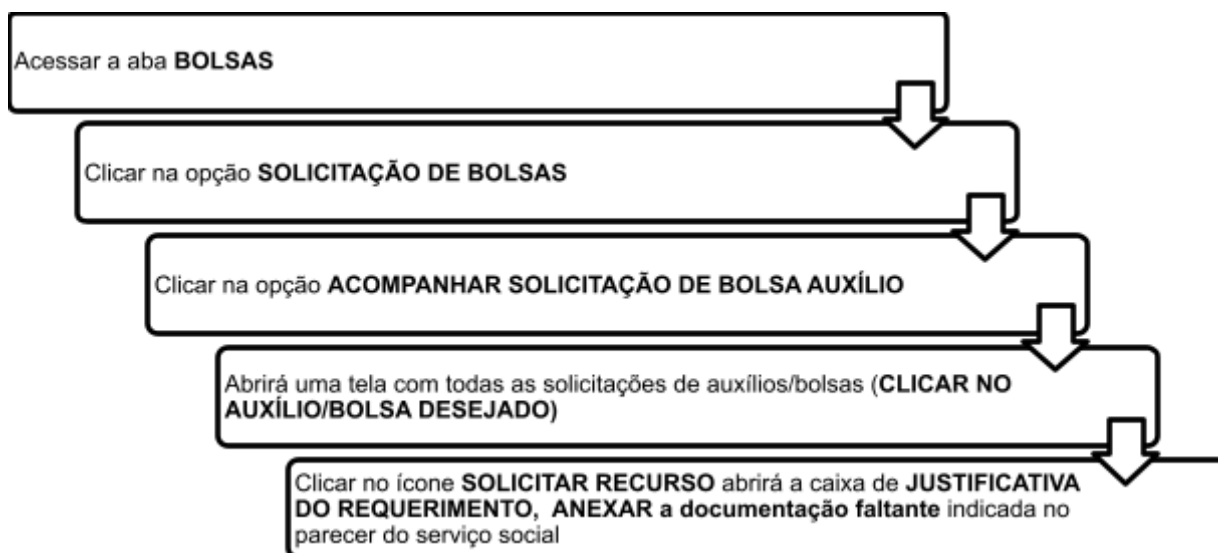 Acessar a aba BOLSAS
Clicar na opção SOLICITAÇÃO DE BOLSAS
Clicar na opção ACOMPANHAR SOLICITAÇÃO DE BOLSA AUXÍLIO
Abrirá uma tela com todas as solicitações de auxílios/bolsas (CLICAR NO
AUXÍLIO/BOLSA DESEJADO)
Clicar no ícone SOLICITAR RECURSO abrirá a caixa de JUSTIFICATIVA
DO REQUERIMENTO, ANEXAR a documentação faltante indicada no
parecer do serviço social